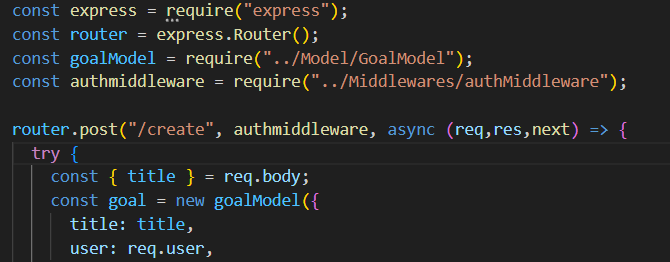 const express = require("express");
const router = express.Router();
const goalModel = require("../Model/GoalModel");
const authmiddleware = require("../Middlewares/authMiddleware");
router.post("/create", authmiddleware, async (req,res,next) => {
try {
const { title } = req.body;
const goal = new goalModel({
title: title,
user: req.user,